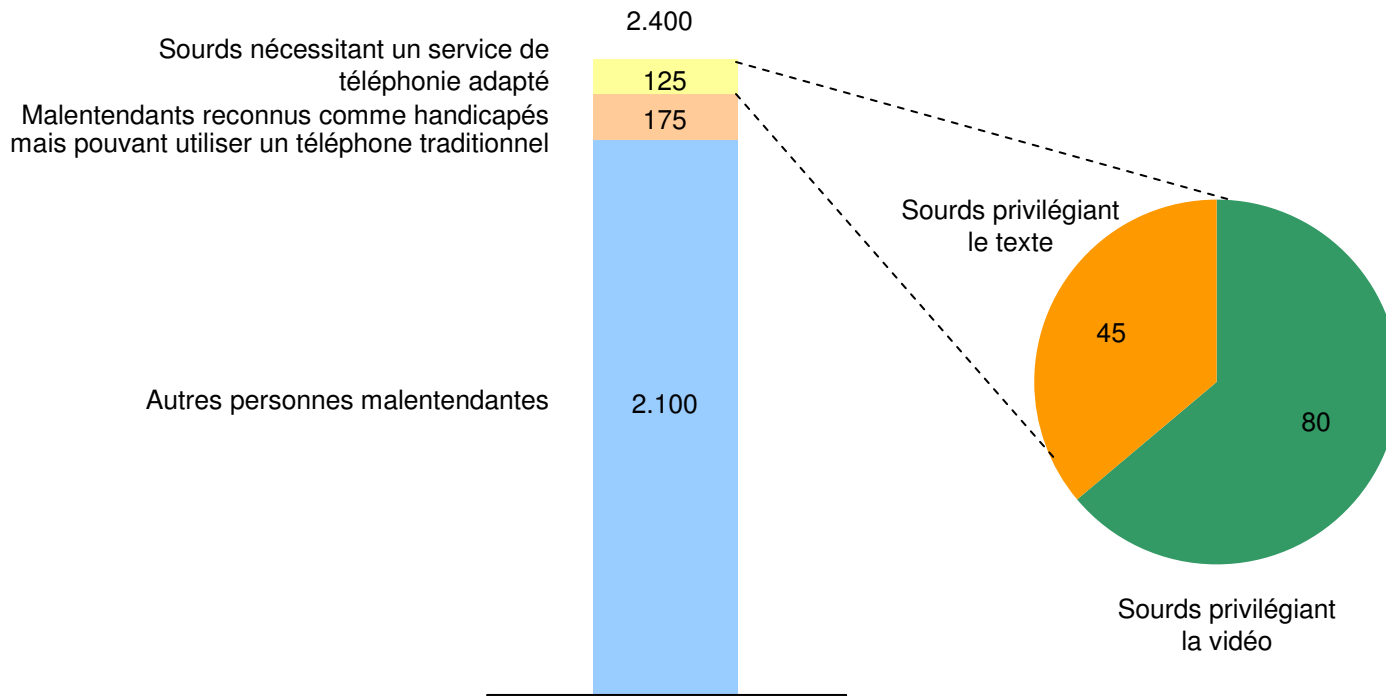 2.400
Sourds nécessitant un service de
téléphonie adapté
125
Malentendants reconnus comme handicapés
mais pouvant utiliser un téléphone traditionnel
175
Sourds privilégiant
le texte
45
80
Autres personnes malentendantes
2.100
Sourds privilégiant
la vidéo